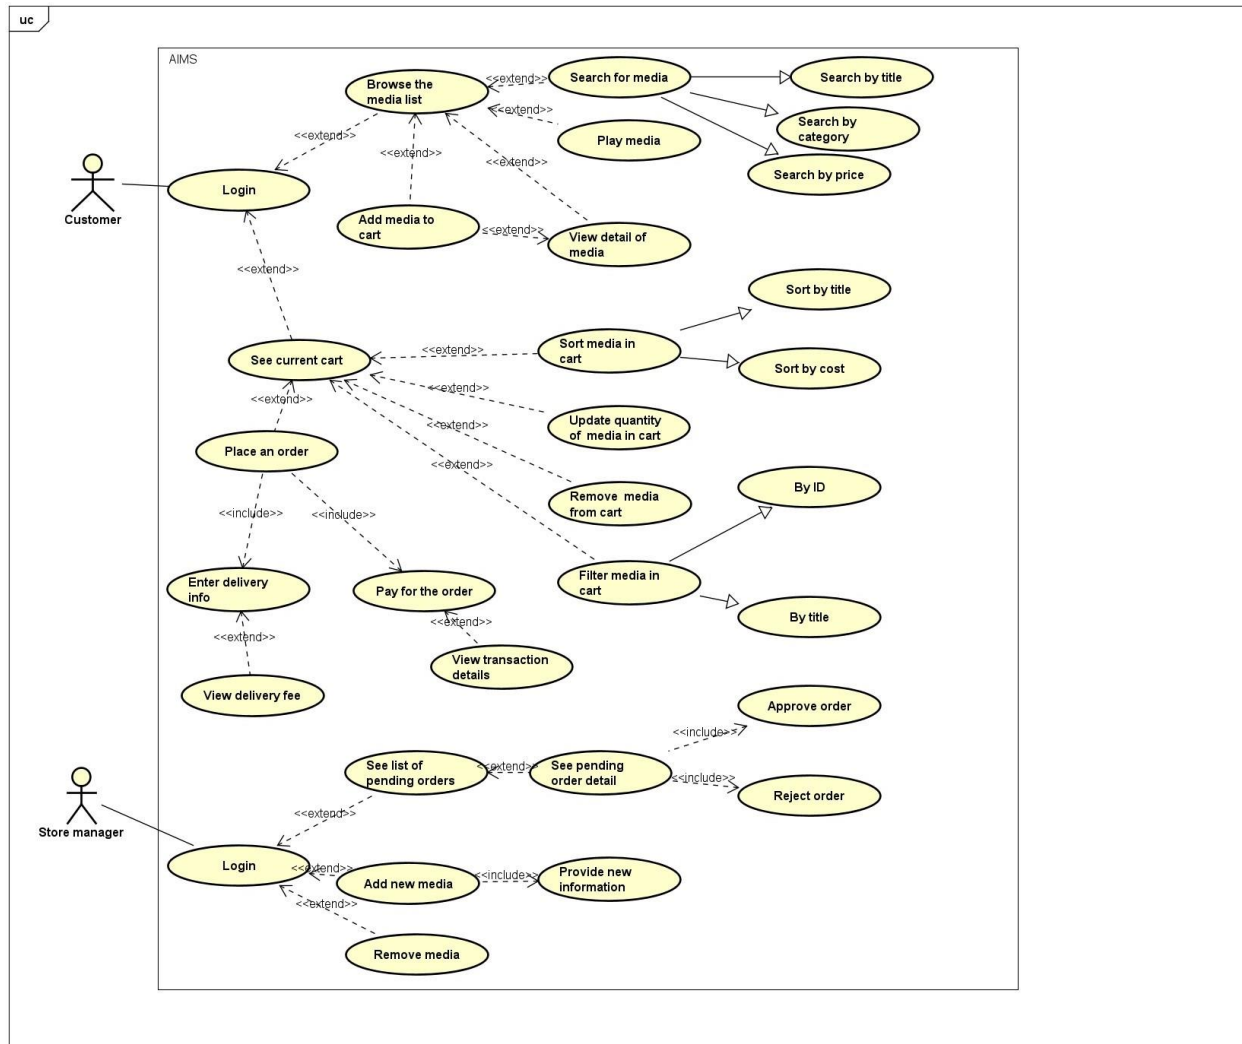 uc
AIMS
Browse the
media list
<<extend>>
Search for media
Search by title
<<extend>>
Search by
category
<<extend>>
Play media
<<extend>>
<<extend>>
Search by price
Login
Customer
Add media to
cart
<<extend>>
View detail of
media
<<extend>>
Sort by title
See current cart
<<extend>>
Sort media in
cart
Sort by cost
<<extend>>
<<extend>>
Update quantity
of media in cart
<<extend>>
Place an order
<<extend>>
By ID
Remove media
from cart
<<include>>
<<include>>
Enter delivery
info
Pay for the order
Filter media in
cart
By title
<<extend>>
<<extend>>
View transaction
details
View delivery fee
Approve order
<<include>>
See list of
pending orders
<<extend>>
See pending
order detail
<<include>>
Reject order
Store manager
<<extend>>
Login
<<extend>>
Add new media
<<include>>
Provide new
information
<<extend>>
Remove media